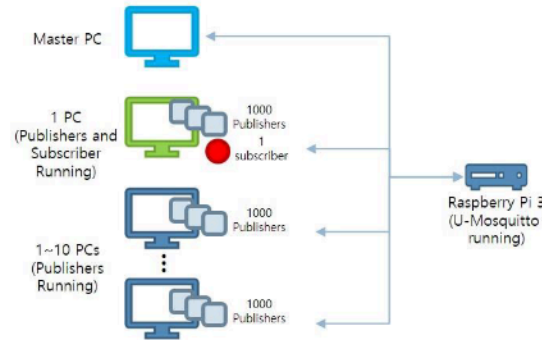 Master PC
1 PC
(Publishers and
Subscriber
Running)
1000
Publishers
1
subscriber
1~10 PCs
(Publishers
Running)
1000
Publishers
1000
Publishers
Raspberry Pi 3
(U-Mosquitto
running)